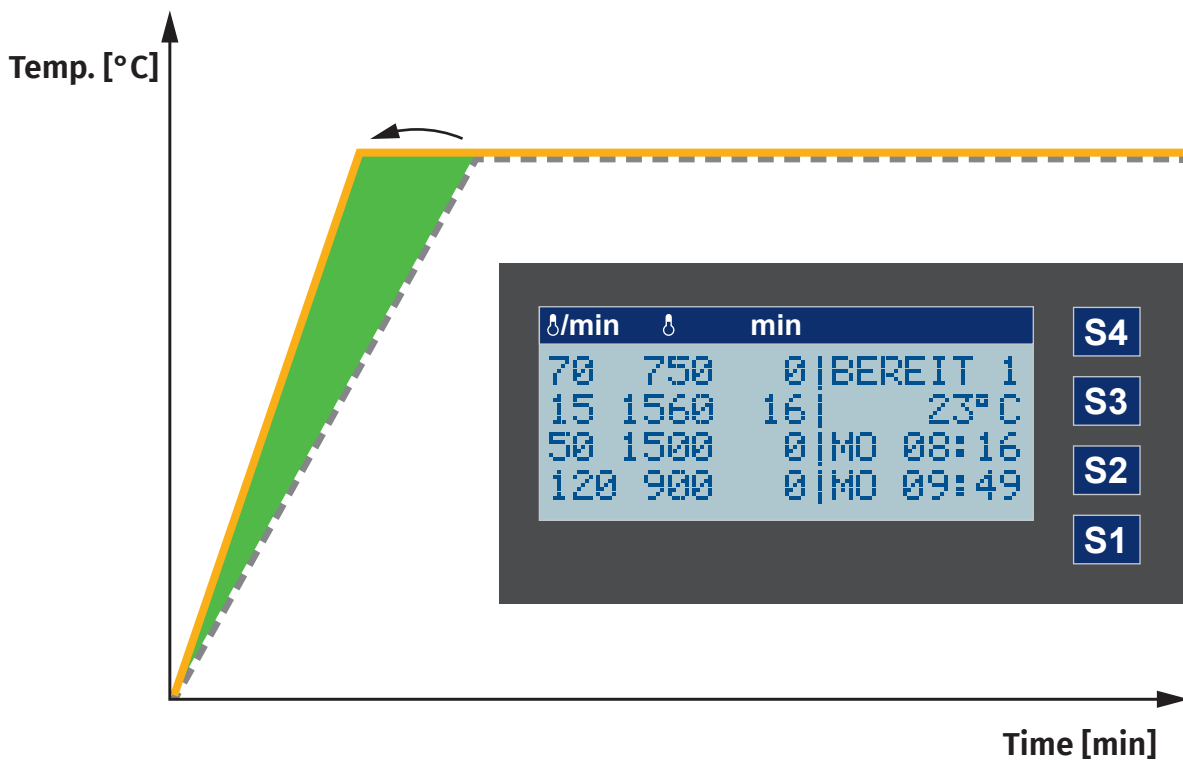 Temp. [°C]
/min min
70 750 0|BEREIT 1
15 1560 16| 23°C
50 1500 0|MO 08:16
120 900 0|MO 09:49
S4
S3
S2
S1
Time [min]